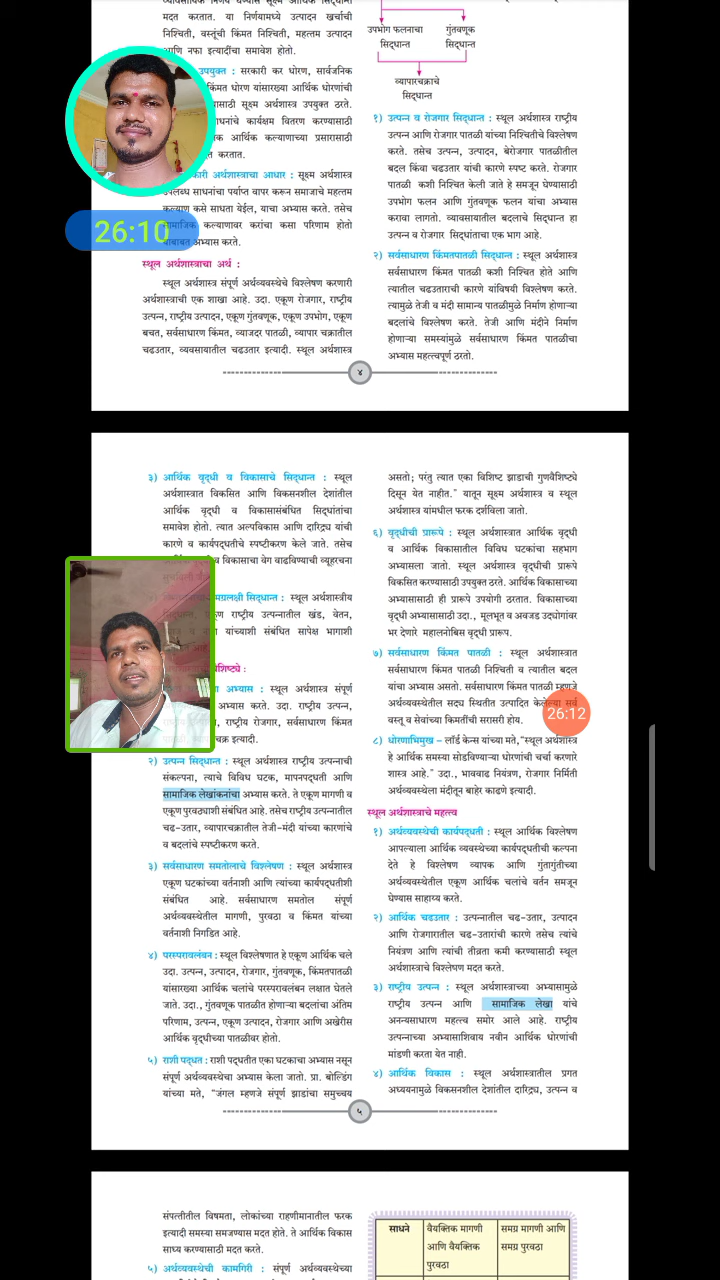 मदत करतात. या निर्णयामध्ये उत्पादन खर्चाची
निश्चिती, वस्तूंची किंमत निश्चिती, महत्तम उत्पादन
आणि नफा इत्यादींचा समावेश होतो.
उपयुक्त : सरकारी कर धोरण, सार्वजनिक
किंमत धोरण यांसारख्या आर्थिक धोरणांची
सूक्ष्म अर्थशास्त्र उपयुक्त ठरते.
कार्यक्षम वितरण करण्यासाठी
आर्थिक कल्याणाच्या प्रसारासाठी
करतात.
अर्थशास्त्राचा आधार : सूक्ष्म अर्थशास्त्र
उपलब्ध साधनांचा पर्याप्त वापर करून समाजाचे महत्तम
कल्याण कसे साधता येईल, याचा अभ्यास करते. तसेच
सामाजिक कल्याणावर करांचा कसा परिणाम होतो
याबाबत अभ्यास करते.
26:10
स्थूल अर्थशास्त्राचा अर्थ :
स्थूल अर्थशास्त्र संपूर्ण अर्थव्यवस्थेचे विश्लेषण करणारी
अर्थशास्त्राची एक शाखा आहे. उदा. एकूण रोजगार, राष्ट्रीय
उत्पन्न, राष्ट्रीय उत्पादन, एकूण गुंतवणूक, एकूण उपभोग, एकूण
बचत, सर्वसाधारण किंमत, व्याजदर पातळी, व्यापार चक्रातील
चढउतार, व्यवसायातील चढउतार इत्यादी. स्थूल अर्थशास्त्र
उपभोग फलनाचा सिद्धान्त
गुंतवणूक सिद्धान्त
व्यापारचक्राचे
सिद्धान्त
१) उत्पन्न व रोजगार सिद्धान्त : स्थूल अर्थशास्त्र राष्ट्रीय
उत्पन्न आणि रोजगार पातळी यांच्या निश्चितीचे विश्लेषण
करते. तसेच उत्पन्न, उत्पादन, बेरोजगार पातळीतील
बदल किंवा चढउतार यांची कारणे स्पष्ट करते. रोजगार
पातळी कशी निश्चित केली जाते हे समजून घेण्यासाठी
उपभोग फलन आणि गुंतवणूक फलन यांचा अभ्यास
करावा लागतो. व्यावसायातील बदलाचे सिद्धान्त हा
उत्पन्न व रोजगार सिद्धांताचा एक भाग आहे.
२) सर्वसाधारण किंमतपातळी सिद्धान्त : स्थूल अर्थशास्त्र
सर्वसाधारण किंमत पातळी कशी निश्चित होते आणि
त्यातील चढउताराची कारणे यांविषयी विश्लेषण करते.
त्यामुळे तेजी व मंदी सामान्य पातळीमुळे निर्माण होणाऱ्या
बदलांचे विश्लेषण करते. तेजी आणि मंदीने निर्माण
होणाऱ्या समस्यांमुळे सर्वसाधारण किंमत पातळीचा
अभ्यास महत्त्वपूर्ण ठरतो.
४
३) आर्थिक वृद्धी व विकासाचे सिद्धान्त : स्थूल
अर्थशास्त्रात विकसित आणि विकसनशील देशांतील
आर्थिक वृद्धी व विकासासंबंधित सिद्धांतांचा
समावेश होतो. त्यात अल्पविकास आणि दारिद्र्य यांची
कारणे व कार्यपद्धतीचे स्पष्टीकरण केले जाते. तसेच
व विकासाचा वेग वाढविण्याची व्यूहरचना
समग्रलक्षी सिद्धान्त : स्थूल अर्थशास्त्रीय
राष्ट्रीय उत्पन्नातील खंड, वेतन,
यांच्याशी संबंधित सापेक्ष भागाशी
अभ्यास : स्थूल अर्थशास्त्र संपूर्ण
अभ्यास करते. उदा. राष्ट्रीय उत्पन्न,
राष्ट्रीय रोजगार, सर्वसाधारण किंमत
इत्यादी.
२) उत्पन्न सिद्धान्त : स्थूल अर्थशास्त्र राष्ट्रीय उत्पन्नाची
संकल्पना, त्याचे विविध घटक, मापनपद्धती आणि
सामाजिक लेखांकनांचा अभ्यास करते. ते एकूण मागणी व
एकूण पुरवठ्याशी संबंधित आहे. तसेच राष्ट्रीय उत्पन्नातील
चढ-उतार, व्यापारचक्रातील तेजी-मंदी यांच्या कारणांचे
व बदलांचे स्पष्टीकरण करते.
३) सर्वसाधारण समतोलाचे विश्लेषण : स्थूल अर्थशास्त्र
एकूण घटकांच्या वर्तनाशी आणि त्यांच्या कार्यपद्धतीशी
संबंधित आहे. सर्वसाधारण समतोल संपूर्ण
अर्थव्यवस्थेतील मागणी, पुरवठा व किंमत यांच्या
वर्तनाशी निगडित आहे.
४) परस्परावलंबन : स्थूल विश्लेषणात हे एकूण आर्थिक चले
उदा. उत्पन्न, उत्पादन, रोजगार, गुंतवणूक, किंमतपातळी
यांसारख्या आर्थिक चलांचे परस्परावलंबन लक्षात घेतले
जाते. उदा., गुंतवणूक पातळीत होणाऱ्या बदलांचा अंतिम
परिणाम, उत्पन्न, एकूण उत्पादन, रोजगार आणि अखेरीस
आर्थिक वृद्धीच्या पातळीवर होतो.
५) राशी पद्धत : राशी पद्धतीत एका घटकाचा अभ्यास नसून
संपूर्ण अर्थव्यवस्थेचा अभ्यास केला जातो. प्रा. बोल्डिंग
यांच्या मते, “जंगल म्हणजे संपूर्ण झाडांचा समुच्चय
असतो; परंतु त्यात एका विशिष्ट झाडाची गुणवैशिष्ट्ये
दिसून येत नाहीत.” यातून सूक्ष्म अर्थशास्त्र व स्थूल
अर्थशास्त्र यांमधील फरक दर्शविला जातो.
६) वृद्धीची प्रारूपे : स्थूल अर्थशास्त्रात आर्थिक वृद्धी
व आर्थिक विकासातील विविध घटकांचा सहभाग
अभ्यासला जातो. स्थूल अर्थशास्त्र वृद्धीची प्रारूपे
विकसित करण्यासाठी उपयुक्त ठरते. आर्थिक विकासाच्या
अभ्यासासाठी ही प्रारूपे उपयोगी ठरतात. विकासाच्या
वृद्धी अभ्यासासाठी उदा., मूलभूत व अवजड उद्योगांवर
भर देणारे महालनोबिस वृद्धी प्रारूप.
७) सर्वसाधारण किंमत पातळी : स्थूल अर्थशास्त्रात
सर्वसाधारण किंमत पातळी निश्चिती व त्यातील बदल
यांचा अभ्यास असतो. सर्वसाधारण किंमत पातळी म्हणजे
अर्थव्यवस्थेतील सद्य स्थितीत उत्पादित केलेल्या सर्व
वस्तू व सेवांच्या किमतींची सरासरी होय.
26:12
८) धोरणाभिमुख – लॉर्ड केन्स यांच्या मते,“स्थूल अर्थशास्त्र
हे आर्थिक समस्या सोडविण्याऱ्या धोरणांची चर्चा करणारे
शास्त्र आहे.” उदा., भाववाढ नियंत्रण, रोजगार निर्मिती
अर्थव्यवस्थेला मंदीतून बाहेर काढणे इत्यादी.
स्थूल अर्थशास्त्राचे महत्त्व
१) अर्थव्यवस्थेची कार्यपद्धती : स्थूल आर्थिक विश्लेषण
आपल्याला आर्थिक व्यवस्थेच्या कार्यपद्धतीची कल्पना
देते हे विश्लेषण व्यापक आणि गुंतागुंतीच्या
अर्थव्यवस्थेतील एकूण आर्थिक चलांचे वर्तन समजून
घेण्यास साहाय्य करते.
२) आर्थिक चढउतार : उत्पन्नातील चढ-उतार, उत्पादन
आणि रोजगारातील चढ-उतारांची कारणे तसेच त्यांचे
नियंत्रण आणि त्यांची तीव्रता कमी करण्यासाठी स्थूल
अर्थशास्त्राचे विश्लेषण मदत करते.
३) राष्ट्रीय उत्पन्न : स्थूल अर्थशास्त्राच्या अभ्यासामुळे
राष्ट्रीय उत्पन्न आणि सामाजिक लेखा यांचे
अनन्यसाधारण महत्त्व समोर आले आहे. राष्ट्रीय
उत्पन्नाच्या अभ्यासाशिवाय नवीन आर्थिक धोरणांची
मांडणी करता येत नाही.
४) आर्थिक विकास : स्थूल अर्थशास्त्रातील प्रगत
अध्ययनामुळे विकसनशील देशांतील दारिद्र्य, उत्पन्न व
५
संपत्तीतील विषमता, लोकांच्या राहणीमानातील फरक
इत्यादी समस्या समजण्यास मदत होते. ते आर्थिक विकास
साध्य करण्यासाठी मदत करते.
५) अर्थव्यवस्थेची कामगिरी : संपूर्ण अर्थव्यवस्थेच्या
साधने
वैयक्तिक मागणी आणि वैयक्तिक पुरवठा
समग्र मागणी आणि समग्र पुरवठा